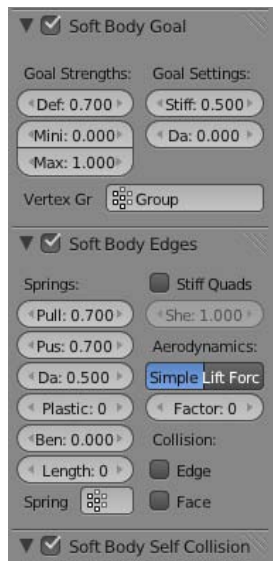 Soft Body Goal
Goal Strengths: Goal Settings:
Def: 0.700 Stiff: 0.500
Mini: 0.000 Da: 0.000
Max: 1.000
Vertex Gr Group
Soft Body Edges
Springs: Stiff Quads
Pull: 0.700 She: 1.000
Pus: 0.700 Aerodynamics:
Da: 0.500 Simple Lift Forc
Plastic: 0 Factor: 0
Ben: 0.000 Collision:
Length: 0 Edge
Spring Face
Soft Body Self Collision